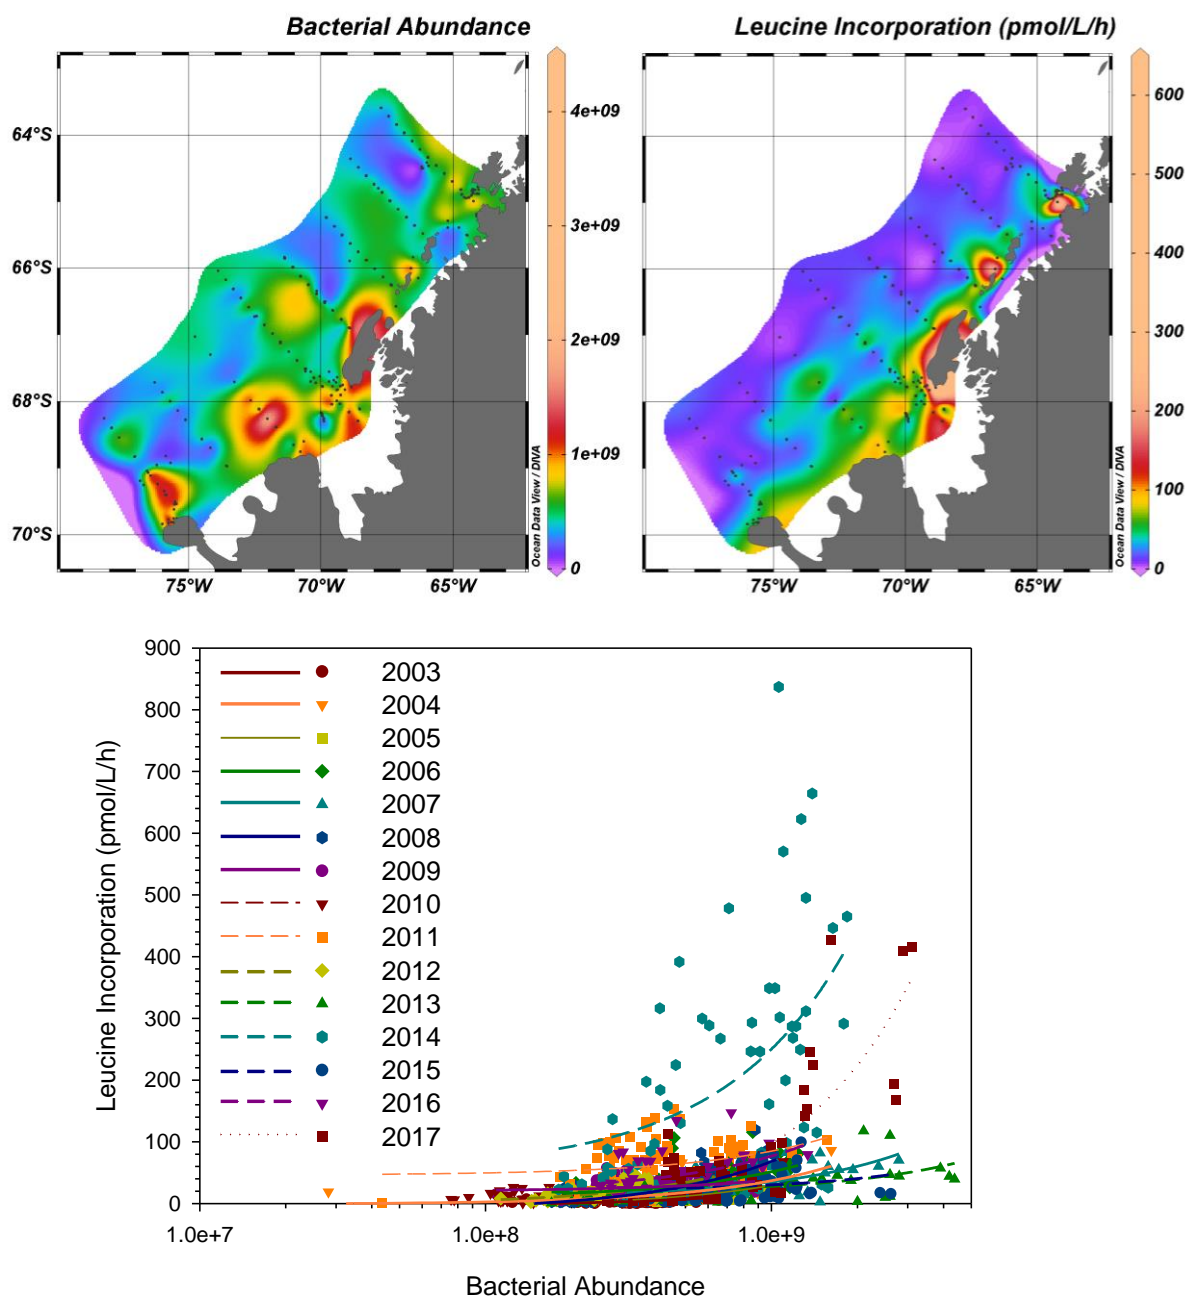 Bacterial Abundance
Leucine Incorporation (pmol/L/h)
64°S
66°S
68°S
70°S
75°W
70°W
65°W
4e+09
3e+09
2e+09
1e+09
0
Ocean Data View / DIVA
75°W
70°W
65°W
600
500
400
300
200
100
0
Ocean Data View / DIVA
Leucine Incorporation (pmol/L/h)
900
800
700
600
500
400
300
200
100
0
2003
2004
2005
2006
2007
2008
2009
2010
2011
2012
2013
2014
2015
2016
2017
1.0e+7
1.0e+8
1.0e+9
Bacterial Abundance